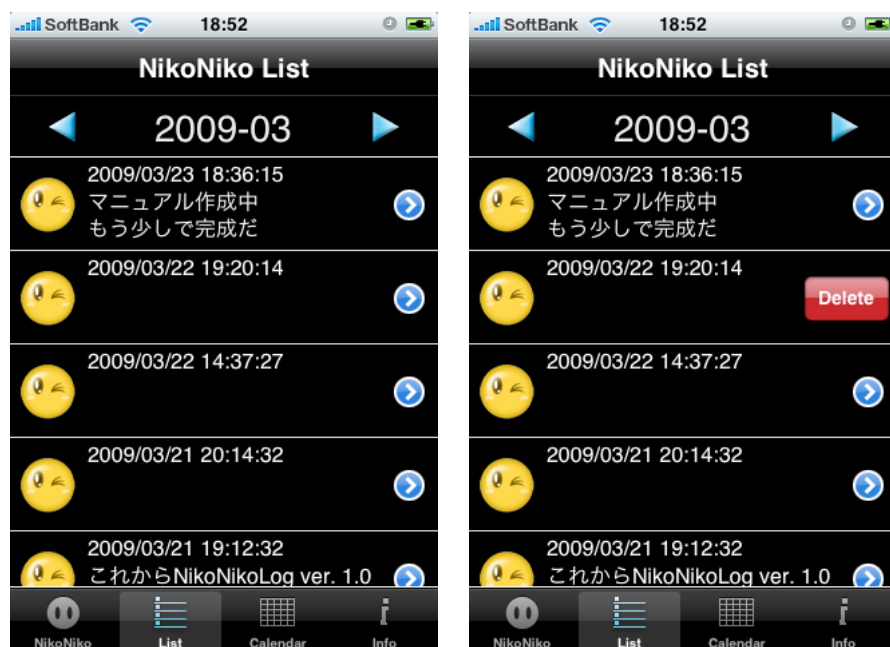 SoftBank 18:52
NikoNiko List
2009-03
2009/03/23 18:36:15
マニュアル作成中
もう少しで完成だ
2009/03/22 19:20:14
2009/03/22 14:37:27
2009/03/21 20:14:32
2009/03/21 19:12:32
これからNikoNikoLog ver. 1.0
NikoNiko List Calendar Info
SoftBank 18:52
NikoNiko List
2009-03
2009/03/23 18:36:15
マニュアル作成中
もう少しで完成だ
2009/03/22 19:20:14
Delete
2009/03/22 14:37:27
2009/03/21 20:14:32
2009/03/21 19:12:32
これからNikoNikoLog ver. 1.0
NikoNiko List Calendar Info